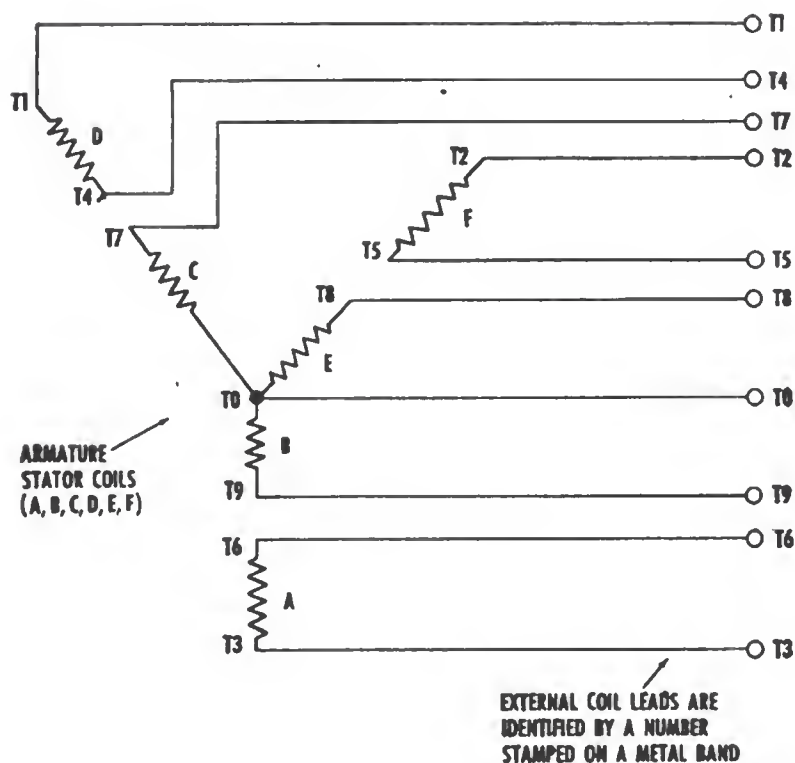 T1
T4
T1
D
T7
T2
T4
F
T7
T5
T5
C
T8
T8
E
T0
T0
B
ARMATURE
STATOR COILS
(A, B, C, D, E, F)
T9
T9
T6
T6
A
T3
T3
EXTERNAL COIL LEADS ARE
IDENTIFIED BY A NUMBER
STAMPED ON A METAL BAND